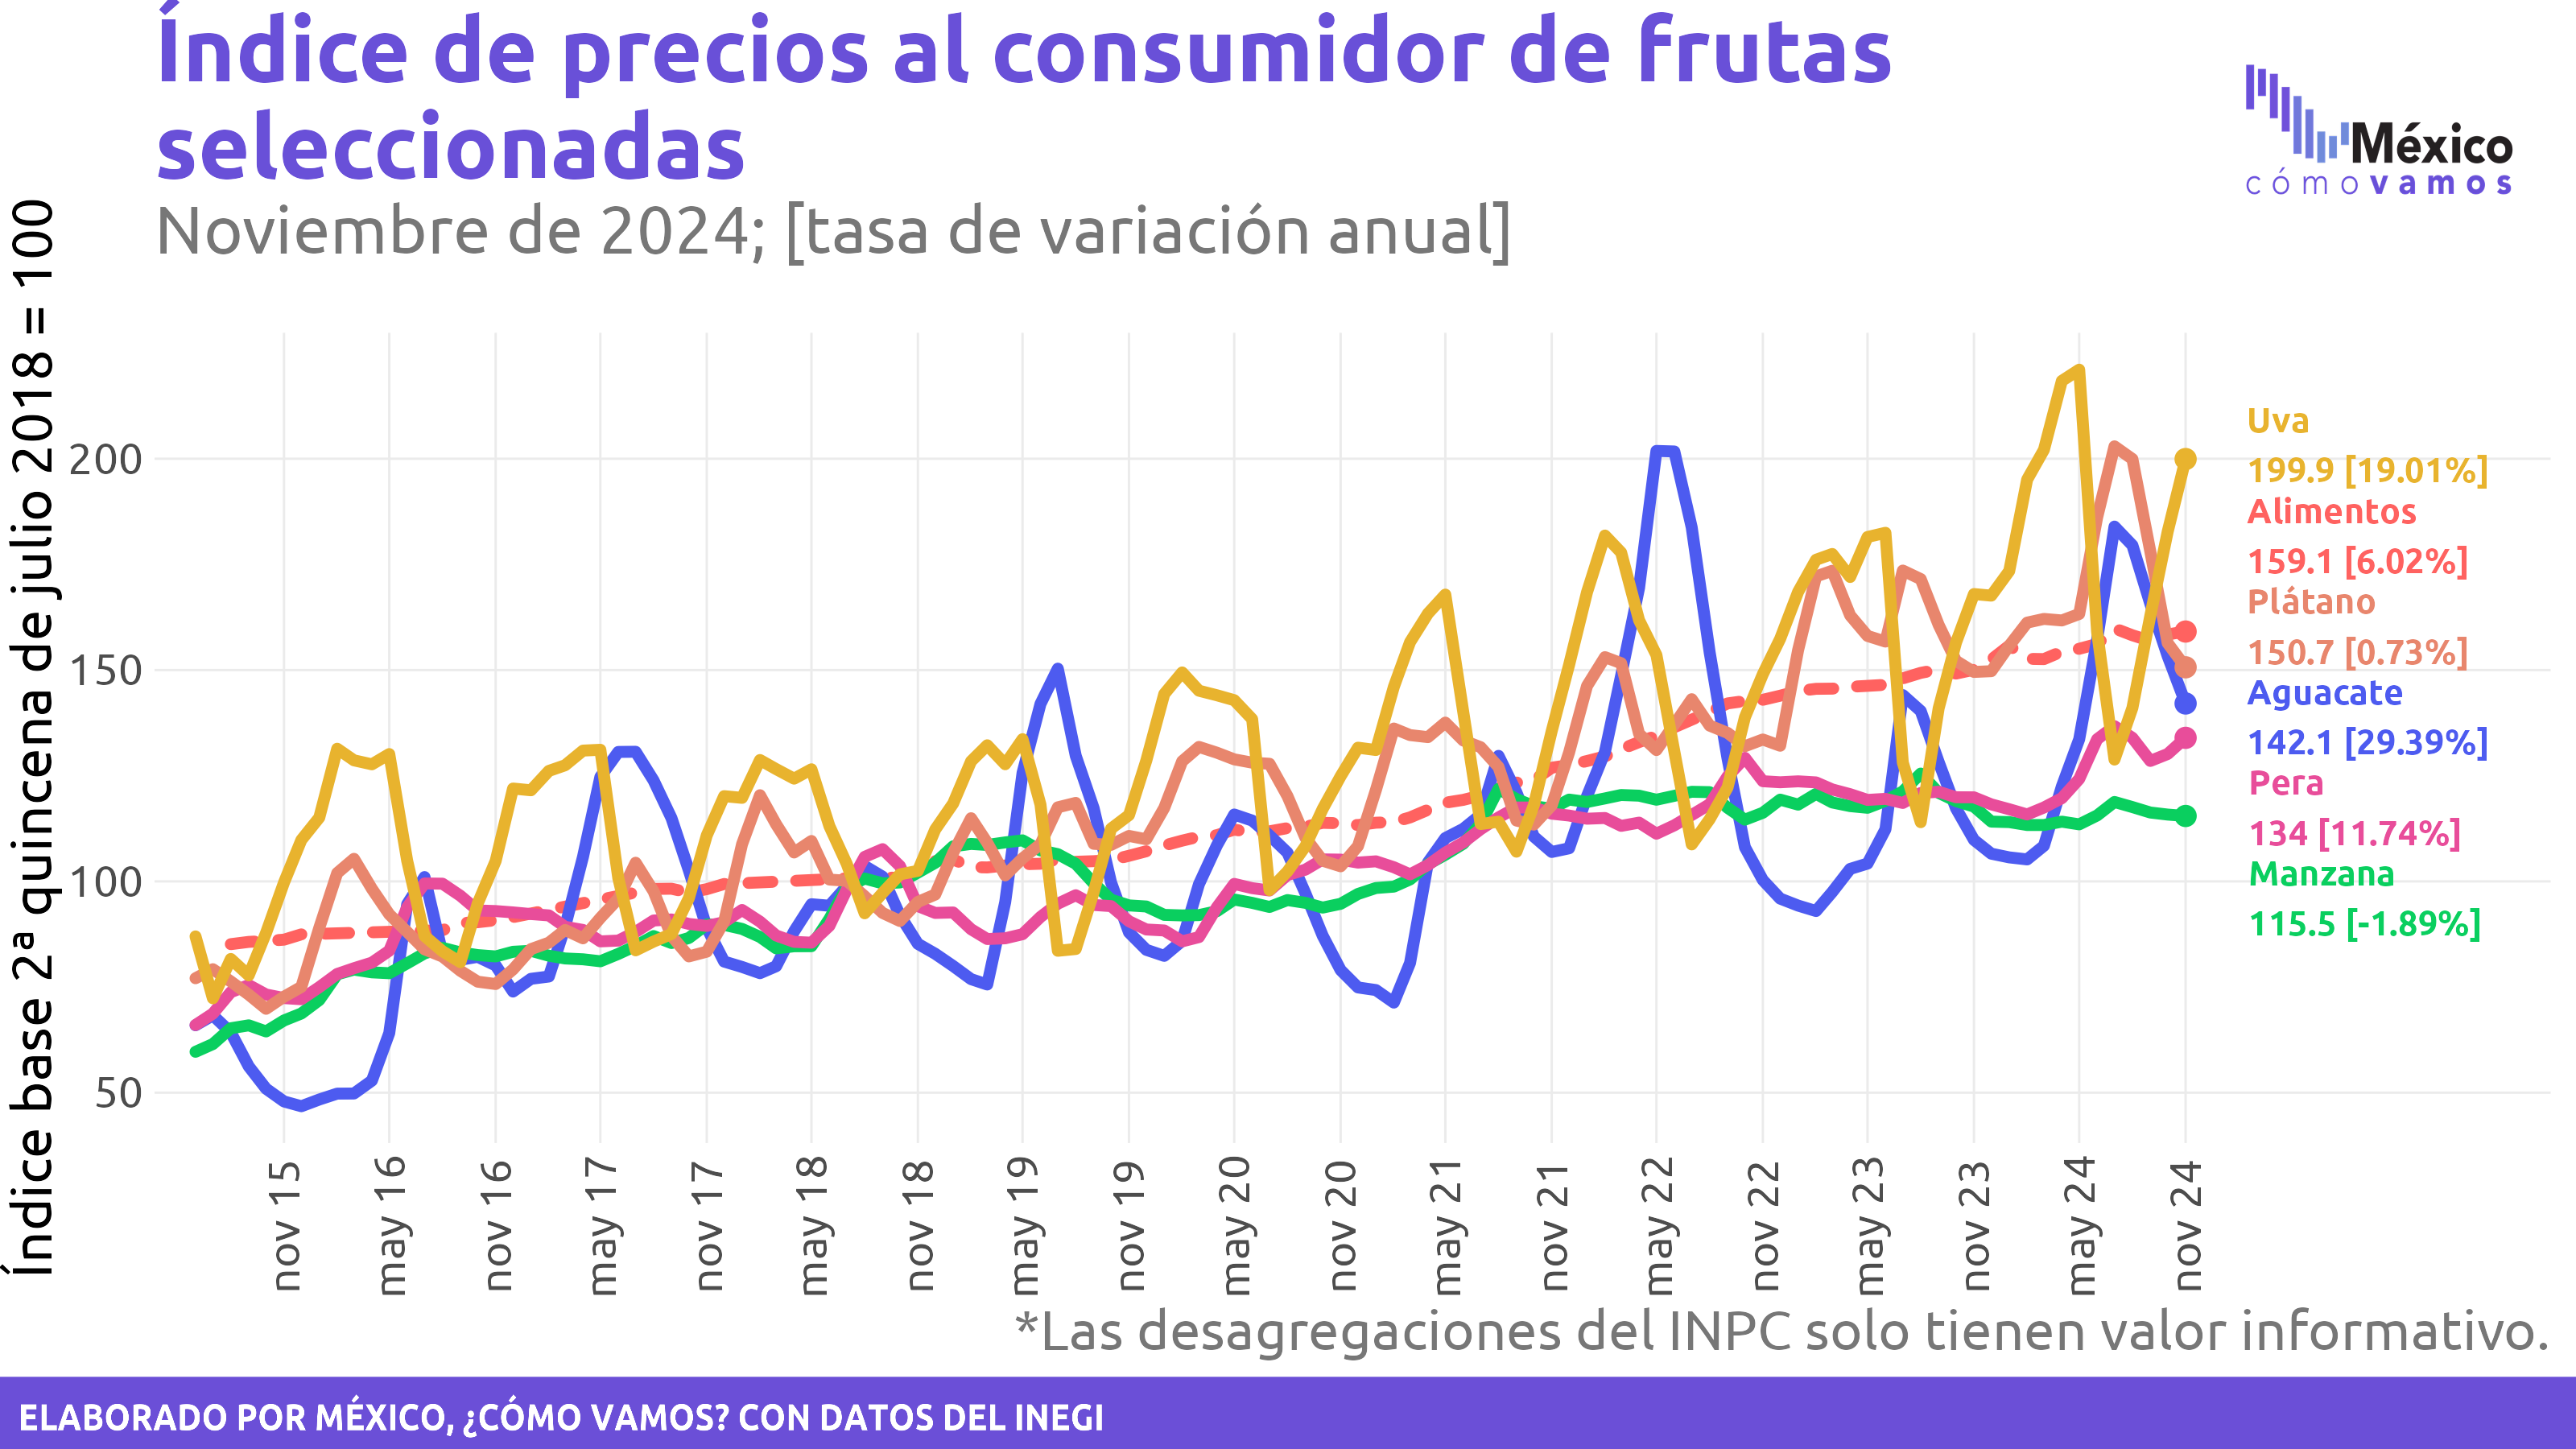 Índice de precios al consumidor de frutas
seleccionadas
Noviembre de 2024; [tasa de variación anual]
México
cómovamos
Índice base 2ª quincena de julio 2018 = 100
200
150
100
50
Uva
199.9 [19.01%]
Alimentos
159.1 [6.02%]
Plátano
150.7 [0.73%]
Aguacate
142.1 [29.39%]
Pera
134 [11.74%]
Manzana
115.5 [-1.89%]
nov 15
may 16
nov 16
may 17
nov 17
may 18
nov 18
may 19
nov 19
may 20
nov 20
may 21
nov 21
may 22
nov 22
may 23
nov 23
may 24
nov 24
*Las desagregaciones del INPC solo tienen valor informativo.
ELABORADO POR MÉXICO, ¿CÓMO VAMOS? CON DATOS DEL INEGI